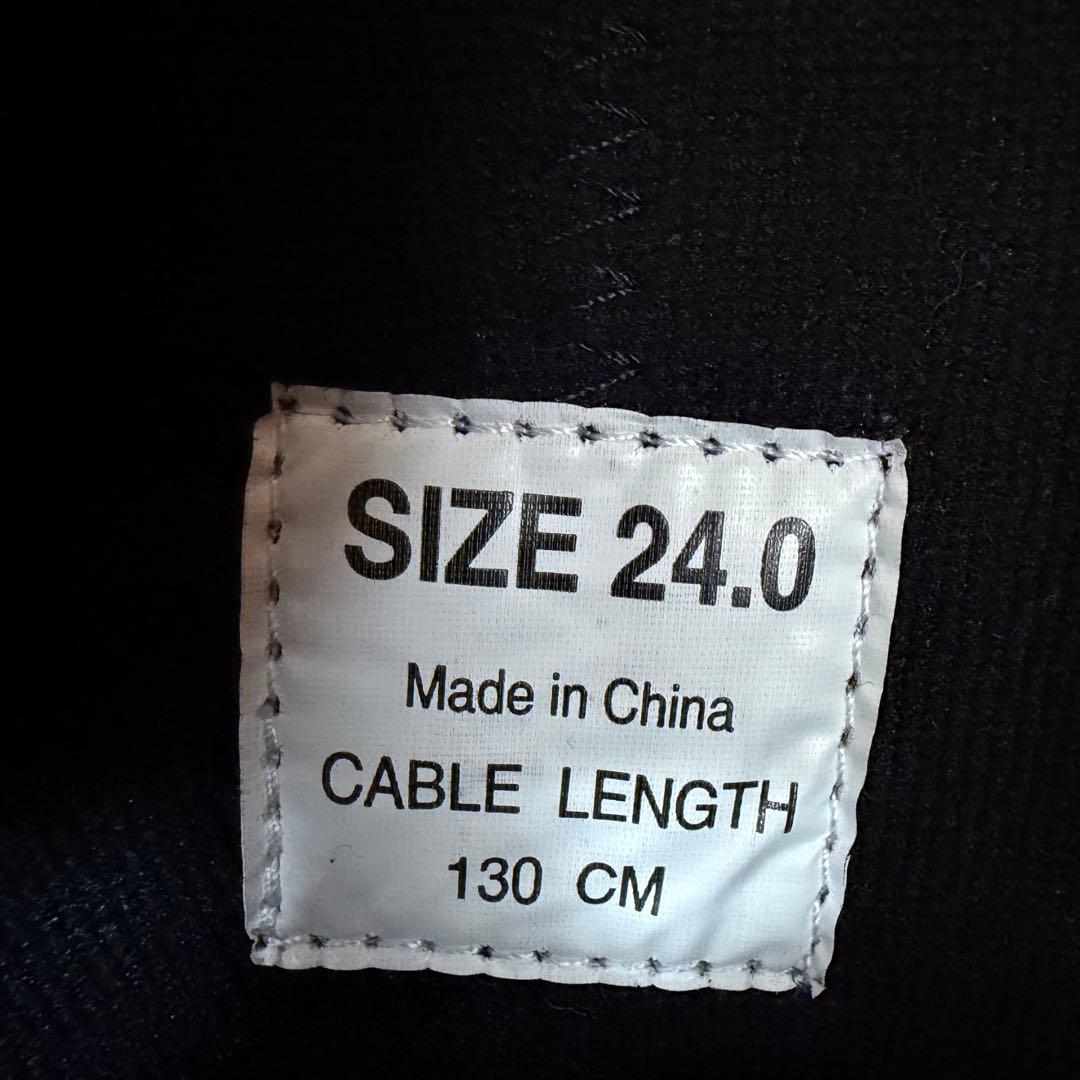 SIZE 24.0
Made in China
CABLE LENGTH
130 CM